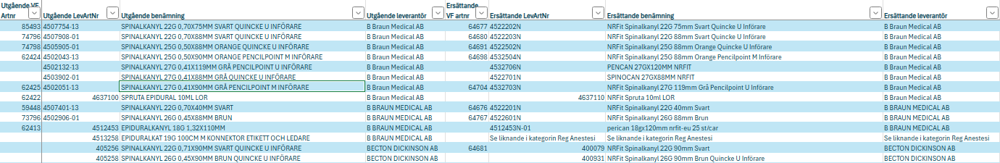 Utgående VF Artnr Utgående LevArtNr Utgående benämning Utgående leverantör Ersättande VF artnr Ersättande LevArtNr Ersättande benämning Ersättande leverantör
85493 4507754-13 SPINALKANYL 22G 0,70X75MM SVART QUINCKE U INFÖRARE B Braun Medical AB 64677 4522202N NRFit Spinalkanyl 22G 75mm Svart Quincke U Införare B Braun Medical AB
74796 4507908-01 SPINALKANYL 22G 0,70X88MM SVART QUINCKE U INFÖRARE B Braun Medical AB 64680 4522203N NRFit Spinalkanyl 22G 88mm Svart Quincke U Införare B Braun Medical AB
74798 4505905-01 SPINALKANYL 25G 0,50X88MM ORANGE QUINCKE U INFÖRARE B Braun Medical AB 64691 4522502N NRFit Spinalkanyl 25G 88mm Orange Quincke U Införare B Braun Medical AB
62424 4502043-13 SPINALKANYL 25G 0,50X90MM ORANGE PENCILPOINT M INFÖRARE B Braun Medical AB 64698 4532504N NRFit Spinalkanyl 25G 88mm Orange Pencilpoint M Införare B Braun Medical AB
4502132-13 SPINALKANYL 27G 0,41X119MM GRÅ PENCILPOINT U INFÖRARE B Braun Medical AB 4532706N PENCAN 27GX120MM NRFIT B Braun Medical AB
4503902-01 SPINALKANYL 27G 0,41X88MM GRÅ QUINCKE U INFÖRARE B Braun Medical AB 4522701N SPINOCAN 27GX88MM NRFIT B Braun Medical AB
62425 4502051-13 SPINALKANYL 27G 0,41X90MM GRÅ PENCILPOINT M INFÖRARE B Braun Medical AB 64704 4532703N NRFit Spinalkanyl 27G 119mm Grå Pencilpoint U Införare B Braun Medical AB
62422 4637100 SPRUTA EPIDURAL 10ML LOR B Braun Medical AB 4637110 NRFit Spruta 10ml LOR B Braun Medical AB
59448 4507401-13 SPINALKANYL 22G 0,70X40MM SVART B BRAUN MEDICAL AB 64676 4522201N NRFit Spinalkanyl 22G 40mm Svart B BRAUN MEDICAL AB
73796 4502906-01 SPINALKANYL 26G 0,45X88MM BRUN B BRAUN MEDICAL AB 64767 4522601N NRFit Spinalkanyl 26G 88mm Brun B BRAUN MEDICAL AB
62413 4512453 EPIDURALKANYL 18G 1,32X110MM B BRAUN MEDICAL AB 4512453N-01 perican 18gx120mm nrfit-eu 25 st/car B BRAUN MEDICAL AB
4513258 EPIDURALKAT 19G 100CM M KONNEKTOR ETIKETT OCH LEDARE B BRAUN MEDICAL AB Se liknande i kategorin Reg Anestesi Se liknande i kategorin Reg Anestesi Se liknande i kategorin Reg Anestesi
405256 SPINALKANYL 22G 0,71X90MM SVART QUINCKE U INFÖRARE BECTON DICKINSON AB 64681 400079 NRFit Spinalkanyl 22G 90mm Svart BECTON DICKINSON AB
405258 SPINALKANYL 26G 0,45X90MM BRUN QUINCKE U INFÖRARE BECTON DICKINSON AB 400931 NRFit Spinalkanyl 26G 90mm Brun Quincke U Införare BECTON DICKINSON AB